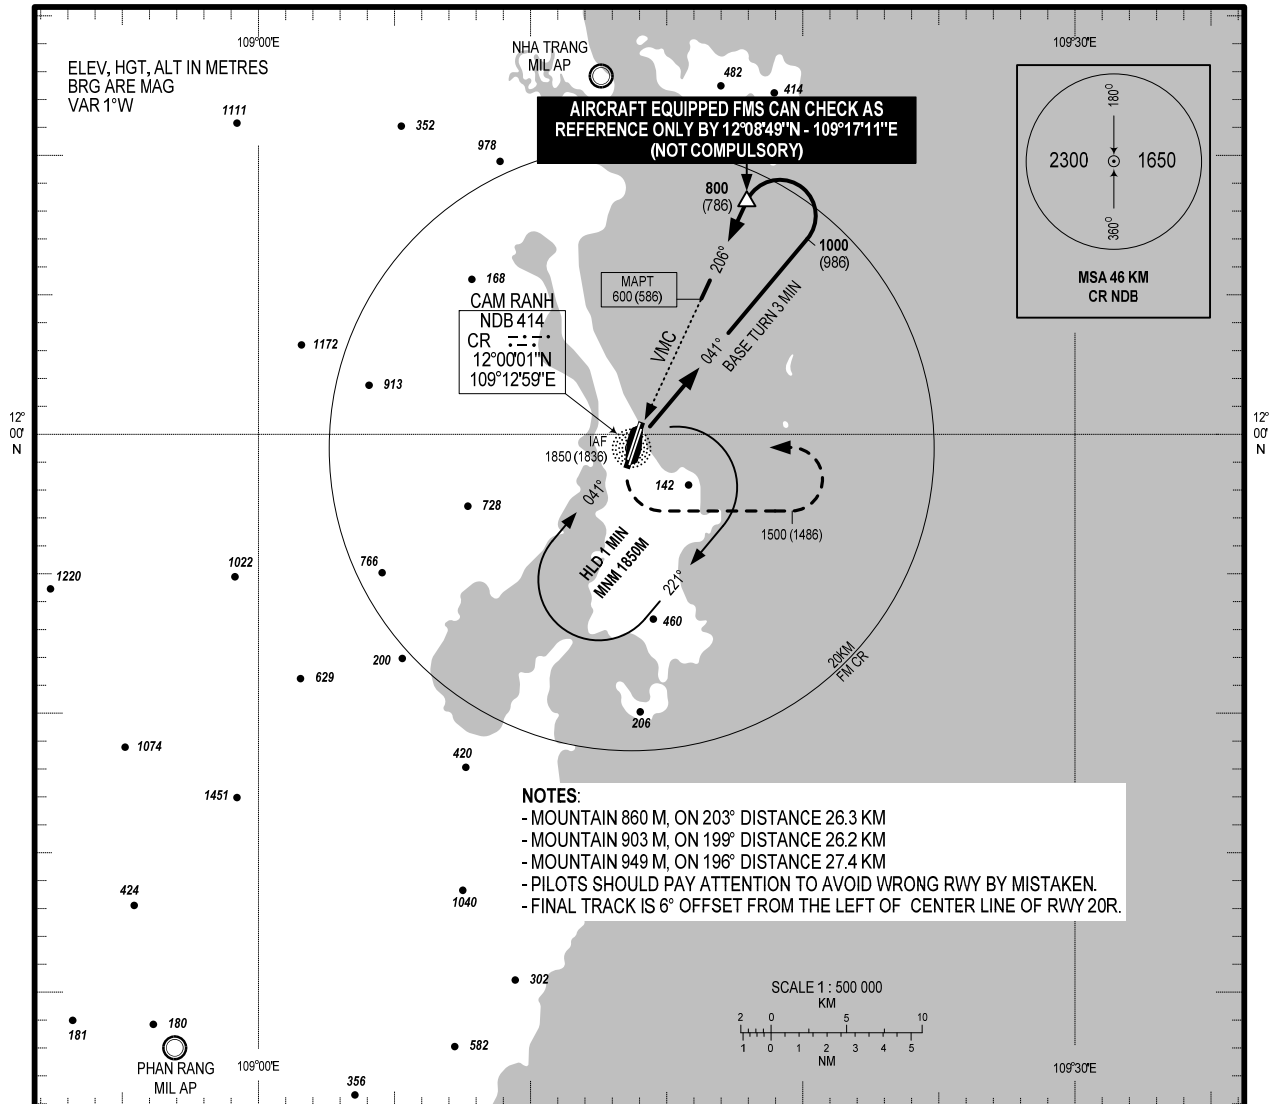 109°00'E
109°30'E
ELEV, HGT, ALT IN METRES
BRG ARE MAG
VAR 1°W
NHA TRANG
MIL AP
482
414
1111
352
978
AIRCRAFT EQUIPPED FMS CAN CHECK AS
REFERENCE ONLY BY 12°08'49"N - 109°17'11"E
(NOT COMPULSORY)
180°
2300
1650
360°
MSA 46 KM
CR NDB
800
(786)
206°
1000
(986)
MAPT
600 (586)
168
CAM RANH
NDB 414
CR
12°00'01"N
109°12'59"E
VMC
041°
BASE TURN 3 MIN
1172
913
12°
00'
N
12°
00'
N
IAF
1850 (1836)
041°
142
728
1500 (1486)
HLD 1 MIN
MNM 1850M
221°
766
1022
1220
460
200
629
20KM
FM CR
206
1074
420
1451
NOTES:
- MOUNTAIN 860 M, ON 203° DISTANCE 26.3 KM
- MOUNTAIN 903 M, ON 199° DISTANCE 26.2 KM
- MOUNTAIN 949 M, ON 196° DISTANCE 27.4 KM
- PILOTS SHOULD PAY ATTENTION TO AVOID WRONG RWY BY MISTAKEN.
- FINAL TRACK IS 6° OFFSET FROM THE LEFT OF CENTER LINE OF RWY 20R.
424
1040
302
SCALE 1 : 500 000
KM
2 0 5 10
1 0 1 2 3 4 5
NM
181
180
582
PHAN RANG
MIL AP
109°00'E
109°30'E
356